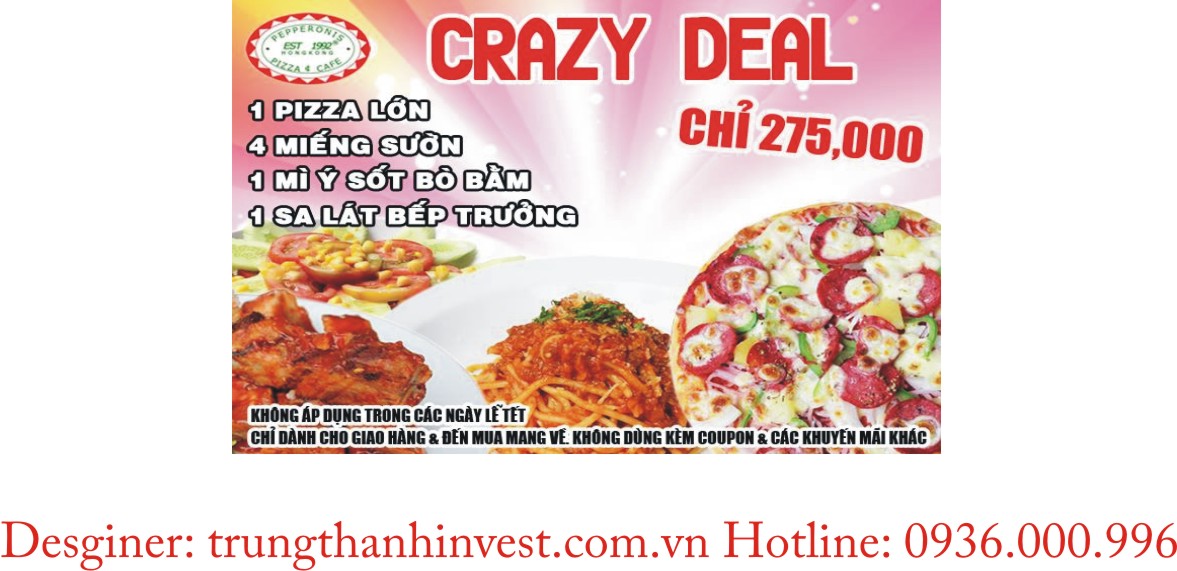 PEPPERONIS
EST 1992
HONGKONG
PIZZA & CAFE
CRAZY DEAL
CHỈ 275,000
1 PIZZA LỚN
4 MIẾNG SƯỜN
1 MÌ Ý SỐT BÒ BẰM
1 SA LÁT BẾP TRƯỞNG
KHÔNG ÁP DỤNG TRONG CÁC NGÀY LỄ TẾT
CHỈ DÀNH CHO GIAO HÀNG & ĐẾN MUA MANG VỀ. KHÔNG DÙNG KÈM COUPON & CÁC KHUYẾN MÃI KHÁC
Desginer: trungthanhinvest.com.vn Hotline: 0936.000.996